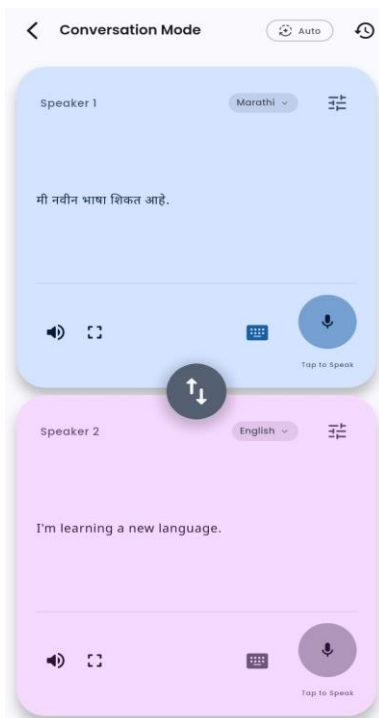 Conversation Mode
Auto
Speaker 1
Marathi
मी नवीन भाषा शिकत आहे.
Tap to Speak
Speaker 2
English
I'm learning a new language.
Tap to Speak